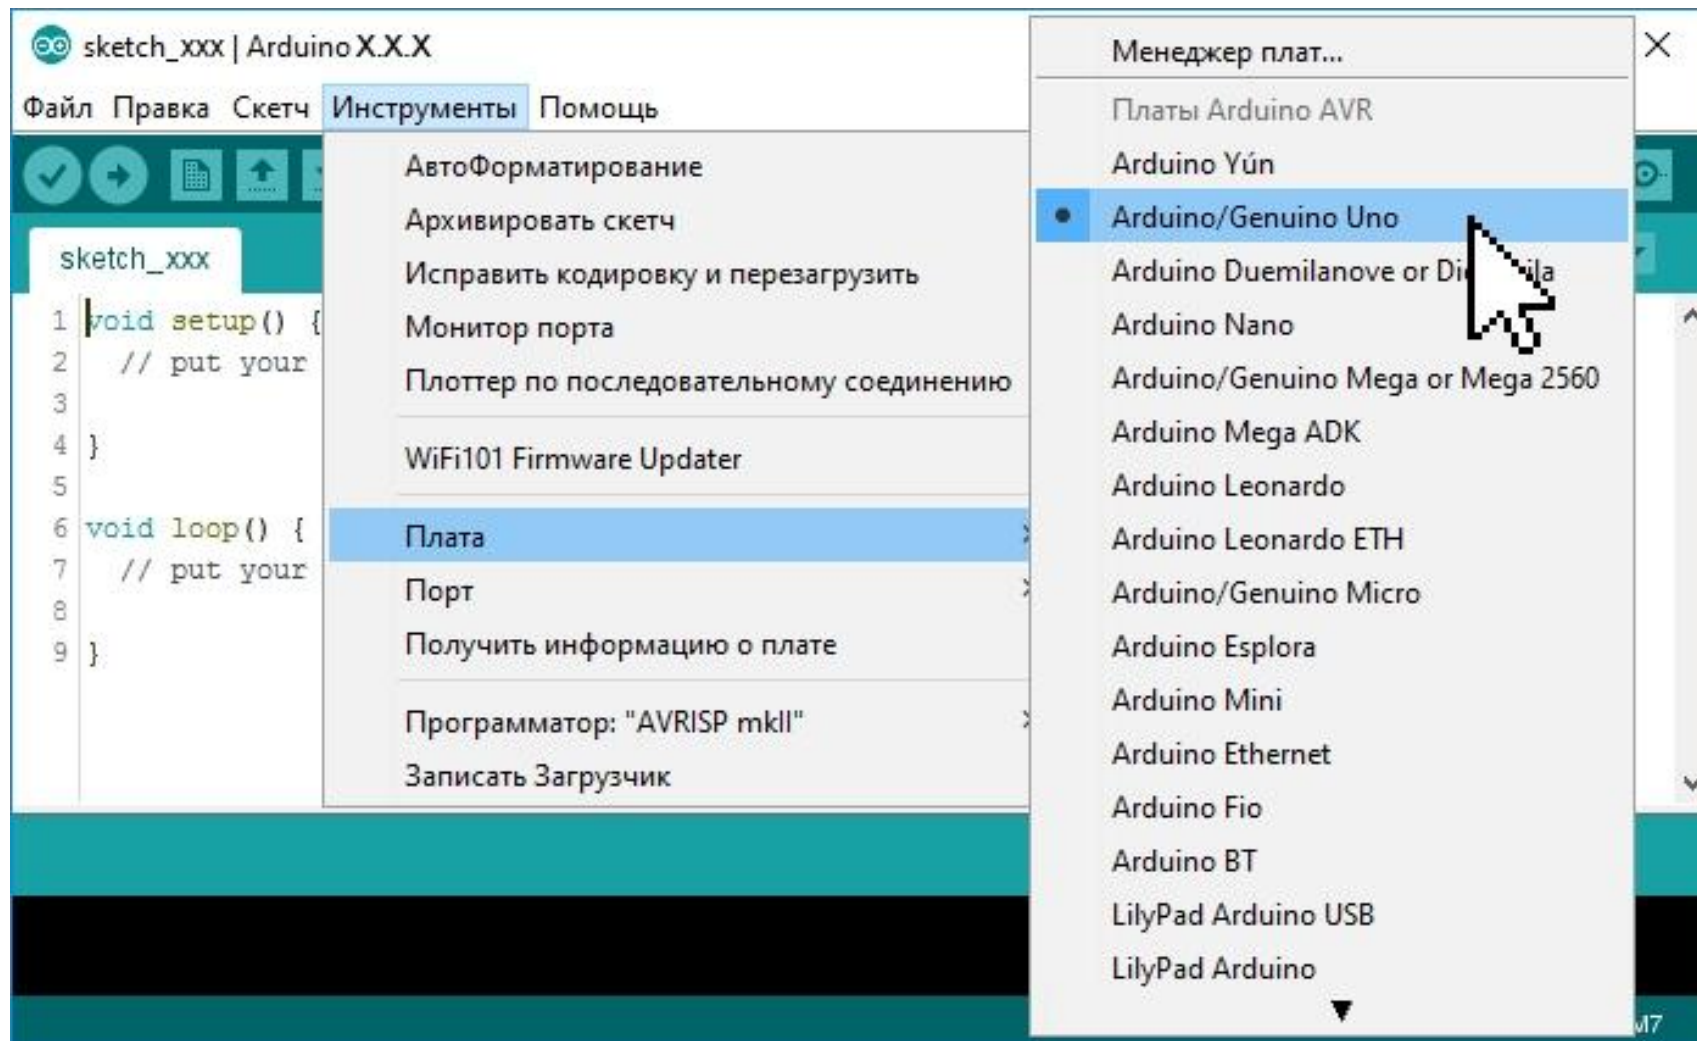 sketch_xxx | Arduino X.X.X
Файл Правка Скетч Инструменты Помощь
sketch_xxx
1 void setup() {
2 // put your
3
4 }
5
6 void loop() {
7 // put your
8
9 }
АвтоФорматирование
Архивировать скетч
Исправить кодировку и перезагрузить
Монитор порта
Плоттер по последовательному соединению
WiFi101 Firmware Updater
Плата
Порт
Получить информацию о плате
Программатор: "AVRISP mkII"
Записать Загрузчик
Менеджер плат...
Платы Arduino AVR
Arduino Yún
Arduino/Genuino Uno
Arduino Duemilanove or
Arduino Nano
Arduino/Genuino Mega or Mega 2560
Arduino Mega ADK
Arduino Leonardo
Arduino Leonardo ETH
Arduino/Genuino Micro
Arduino Esplora
Arduino Mini
Arduino Ethernet
Arduino Fio
Arduino BT
LilyPad Arduino USB
LilyPad Arduino